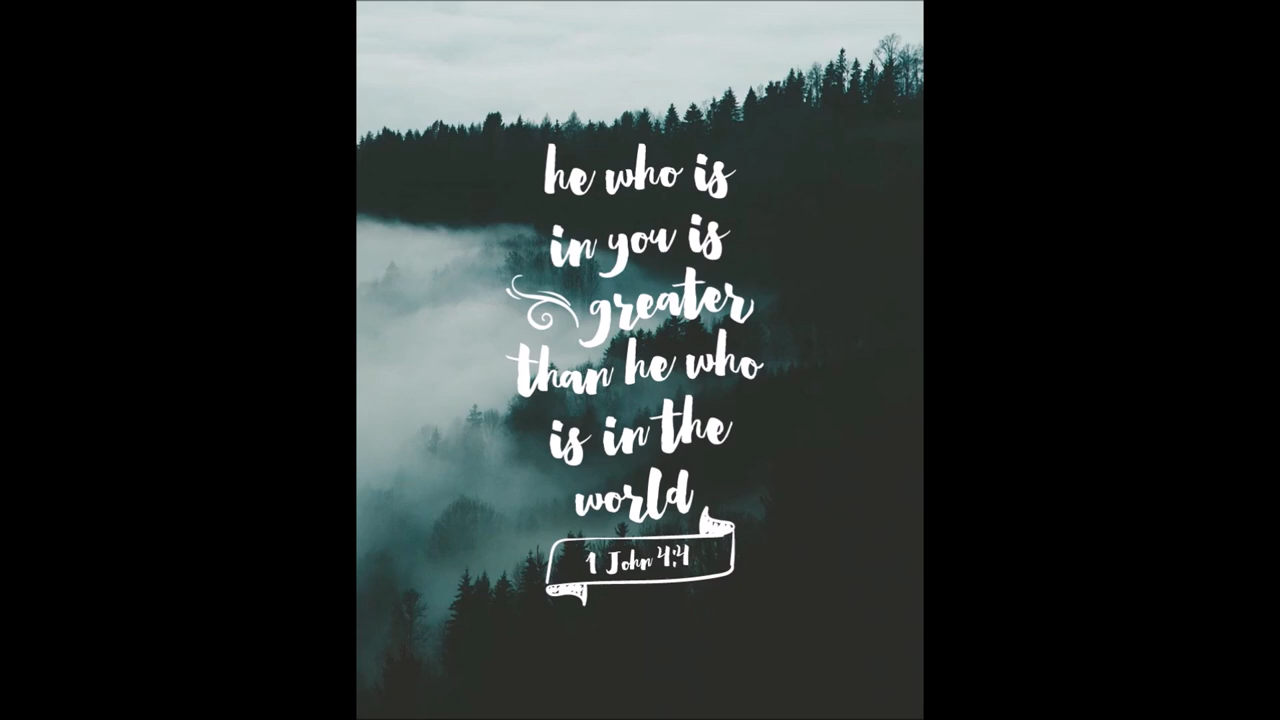 he who is
in you is
greater
than he who
is in the
world
1 John 4:4